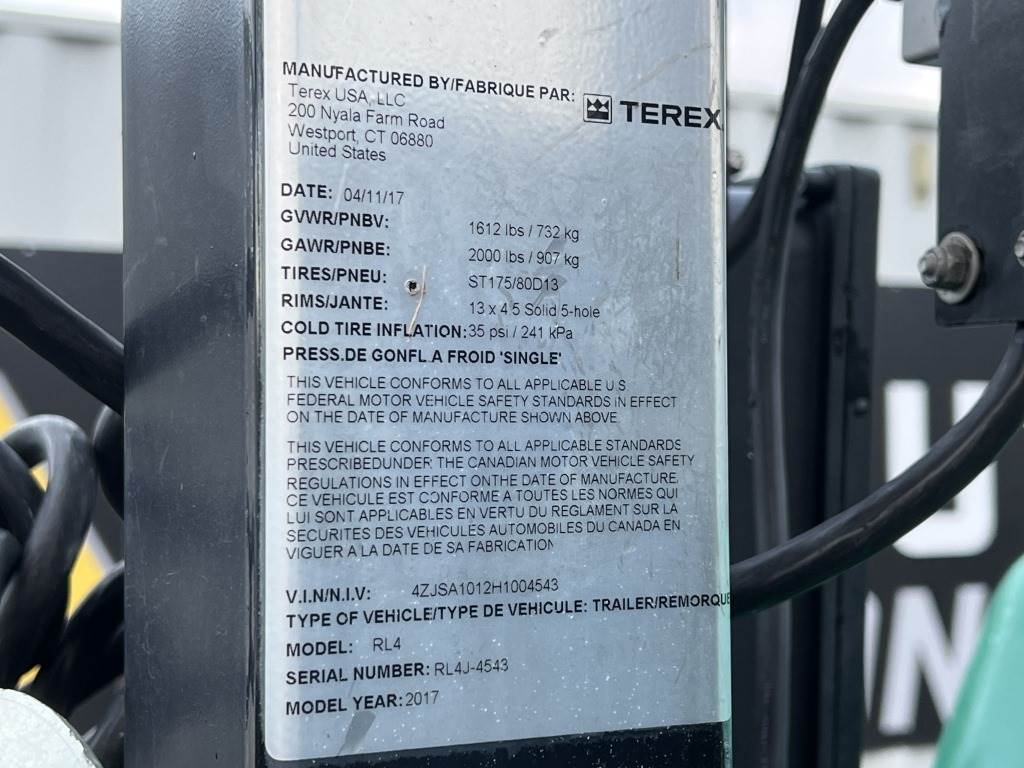 MANUFACTURED BY/FABRIQUE PAR:
TEREX
Terex USA, LLC
200 Nyala Farm Road
Westport, CT 06880
United States
DATE: 04/11/17
GVWR/PNBV: 1612 lbs / 732 kg
GAWR/PNBE: 2000 lbs / 907 kg
TIRES/PNEU: ST175/80D13
RIMS/JANTE: 13 x 4.5 Solid 5-hole
COLD TIRE INFLATION: 35 psi / 241 kPa
PRESS.DE GONFL.A FROID 'SINGLE'
THIS VEHICLE CONFORMS TO ALL APPLICABLE U.S.
FEDERAL MOTOR VEHICLE SAFETY STANDARDS IN EFFECT
ON THE DATE OF MANUFACTURE SHOWN ABOVE.
THIS VEHICLE CONFORMS TO ALL APPLICABLE STANDARDS
PRESCRIBEDUNDER THE CANADIAN MOTOR VEHICLE SAFETY
REGULATIONS IN EFFECT ONTHE DATE OF MANUFACTURE.
CE VEHICULE EST CONFORME A TOUTES LES NORMES QUI
LUI SONT APPLICABLES EN VERTU DU REGLAMENT SUR LA
SECURITES DES VEHICULES AUTOMOBILES DU CANADA EN
VIGUER A LA DATE DE SA FABRICATION
V.I.N/N.I.V: 4ZJSA1012H1004543
TYPE OF VEHICLE/TYPE DE VEHICULE: TRAILER/REMORQUE
MODEL: RL4
SERIAL NUMBER: RL4J-4543
MODEL YEAR: 2017